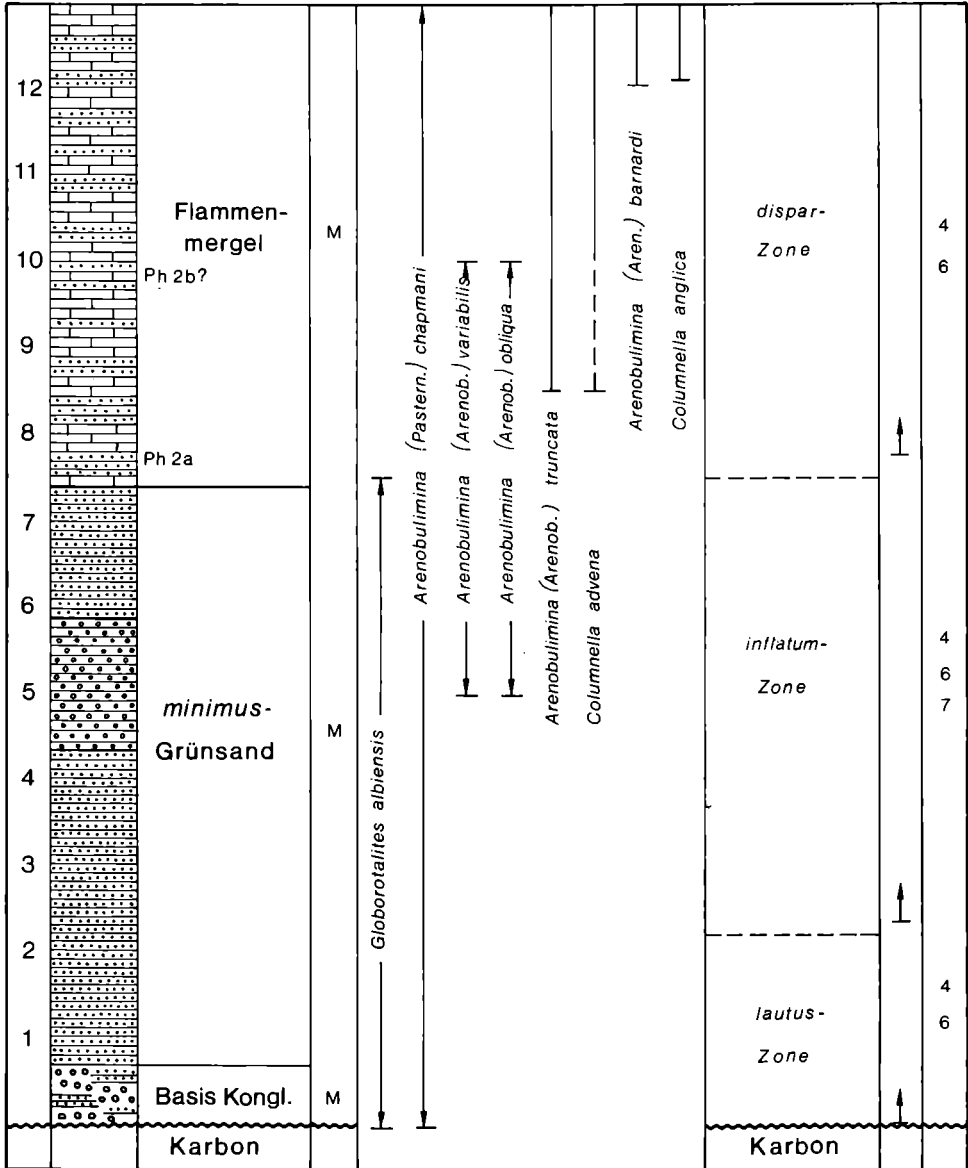 12
11
10
9
8
7
6
5
4
3
2
1
Flammen-
mergel
Ph 2b?
Ph 2a
minimus-
Grünsand
Basis Kongl.
Karbon
M
M
M
Globorotalites albiensis
Arenobulimina (Pastern.) chapmani
Arenobulimina (Arenob.) variabilis
Arenobulimina (Arenob.) obliqua
Arenobulimina (Arenob.) truncata
Columnella advena
Arenobulimina (Aren.) barnardi
Columnella anglica
dispar-
Zone
inflatum-
Zone
lautus-
Zone
Karbon
4
6
4
6
7
4
6